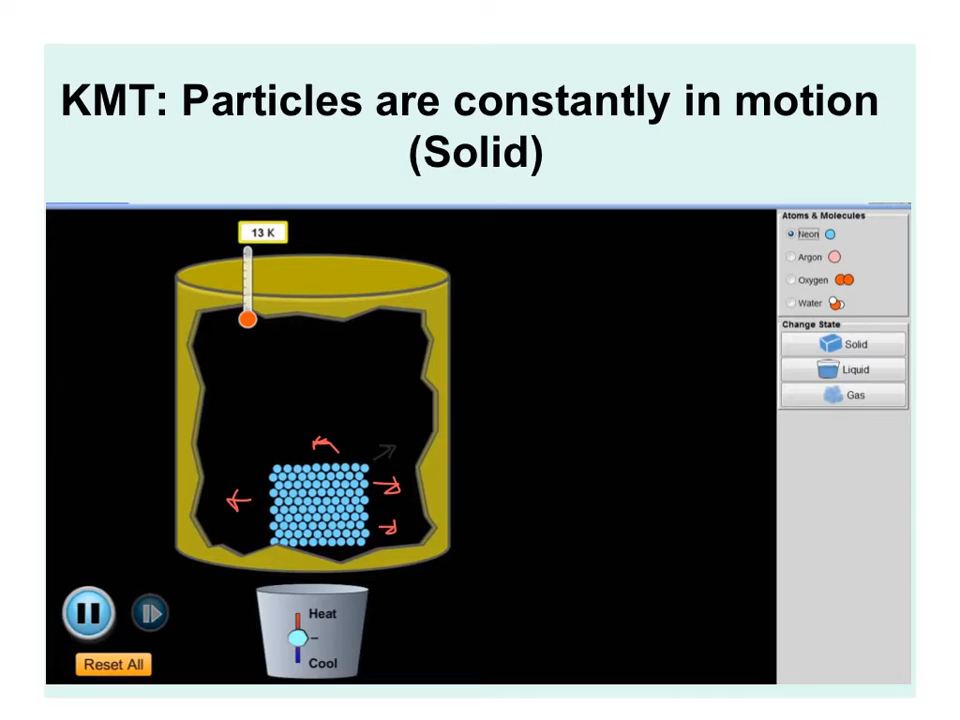 KMT: Particles are constantly in motion
(Solid)
13 K
Atoms & Molecules
Neon
Argon
Oxygen
Water
Change State
Solid
Liquid
Gas
Heat
Cool
Reset All